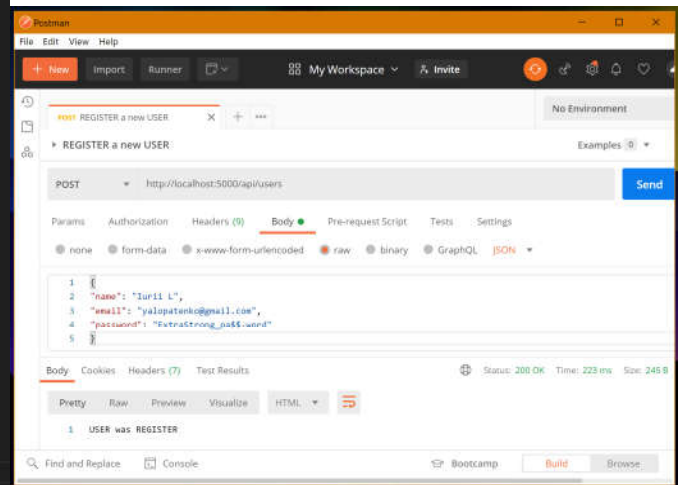 Postman
File Edit View Help
+ New Import Runner My Workspace Invite
POST REGISTER a new USER X + ••• No Environment
REGISTER a new USER Examples 0
POST http://localhost:5000/api/users Send
Params Authorization Headers (9) Body Pre-request Script Tests Settings
none form-data x-www-form-urlencoded raw binary GraphQL JSON
1 {
2 "name": "Iurii L",
3 "email": "yalopatenko@gmail.com",
4 "password": "ExtraStrong_pa$$-word"
5 }
Body Cookies Headers (7) Test Results Status: 200 OK Time: 223 ms Size: 245 B
Pretty Raw Preview Visualize HTML
1 USER was REGISTER
Find and Replace Console Bootcamp Build Browse